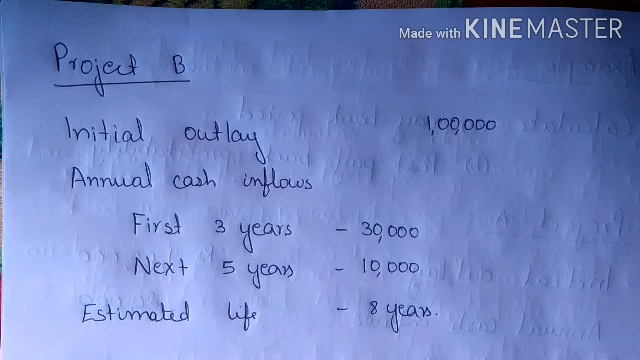 Made with KINEMASTER
Project B
Initial outlay 1,00,000
Annual cash inflows
First 3 years - 30,000
Next 5 years - 10,000
Estimated life - 8 years.